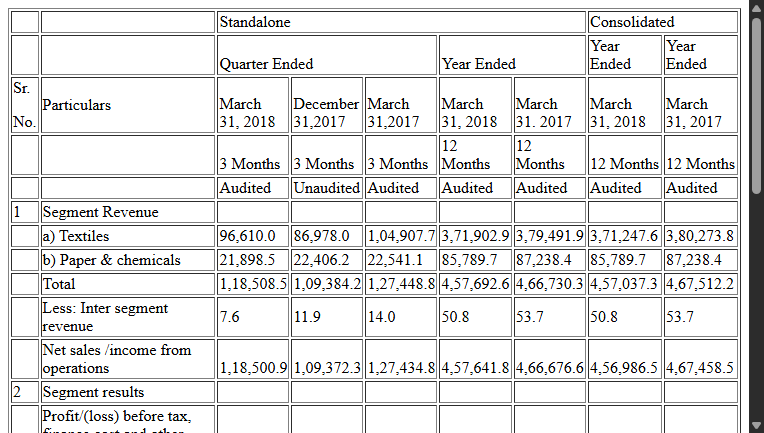 Standalone Consolidated
Quarter Ended Year Ended Year Ended Year Ended
Sr. No. Particulars March 31, 2018 December 31,2017 March 31,2017 March 31, 2018 March 31. 2017 March 31, 2018 March 31, 2017
3 Months 3 Months 3 Months 12 Months 12 Months 12 Months 12 Months
Audited Unaudited Audited Audited Audited Audited Audited
1 Segment Revenue
a) Textiles 96,610.0 86,978.0 1,04,907.7 3,71,902.9 3,79,491.9 3,71,247.6 3,80,273.8
b) Paper & chemicals 21,898.5 22,406.2 22,541.1 85,789.7 87,238.4 85,789.7 87,238.4
Total 1,18,508.5 1,09,384.2 1,27,448.8 4,57,692.6 4,66,730.3 4,57,037.3 4,67,512.2
Less: Inter segment revenue 7.6 11.9 14.0 50.8 53.7 50.8 53.7
Net sales /income from operations 1,18,500.9 1,09,372.3 1,27,434.8 4,57,641.8 4,66,676.6 4,56,986.5 4,67,458.5
2 Segment results
Profit/(loss) before tax,
finance cost and other